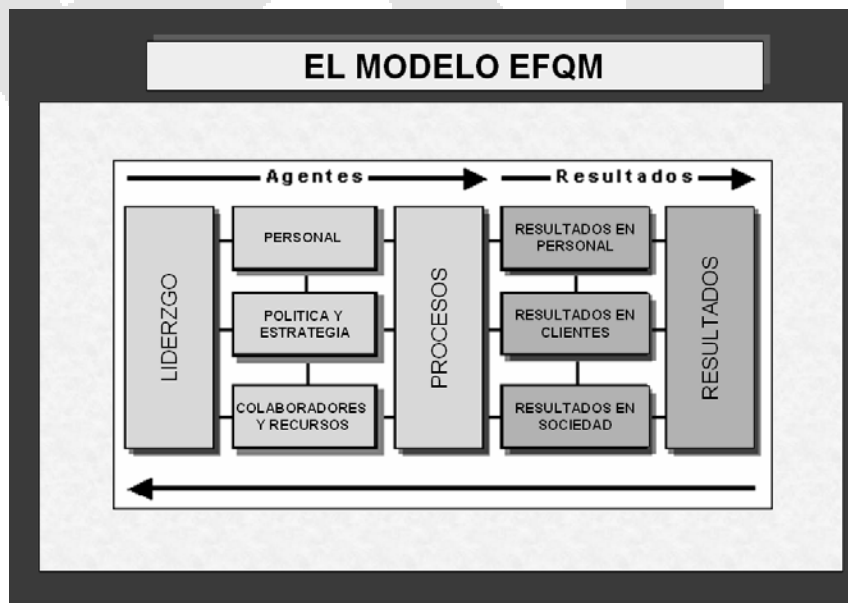 EL MODELO EFQM
Agentes
Resultados
LIDERZGO
PERSONAL
POLITICA Y
ESTRATEGIA
COLABORADORES
Y RECURSOS
PROCESOS
RESULTADOS EN
PERSONAL
RESULTADOS EN
CLIENTES
RESULTADOS EN
SOCIEDAD
RESULTADOS